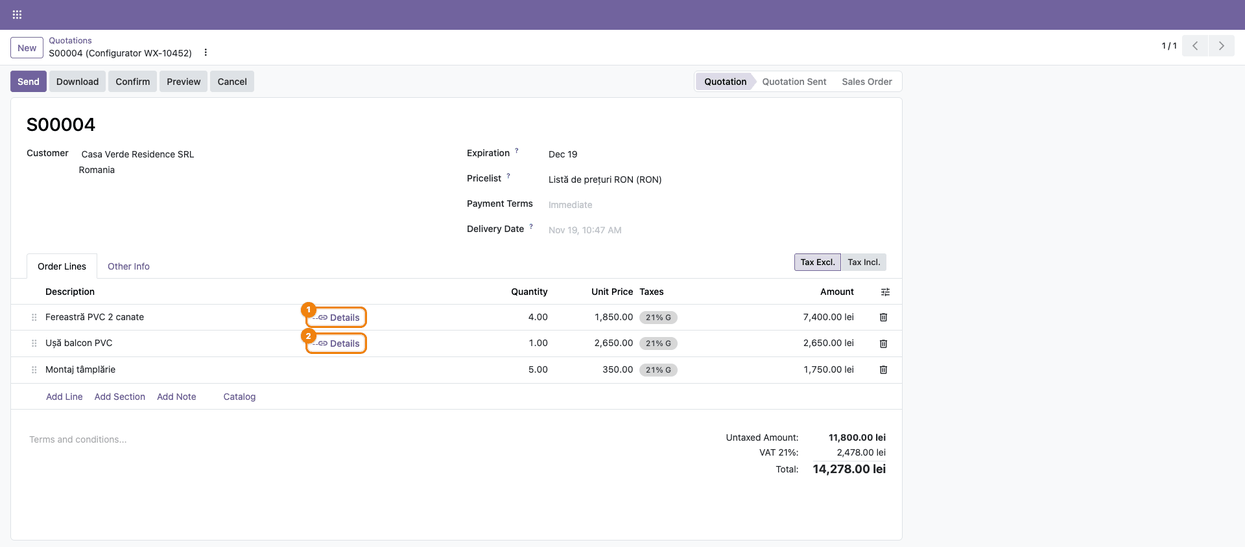 New
Quotations
S00004 (Configurator WX-10452)
1 / 1
Send Download Confirm Preview Cancel
Quotation Quotation Sent Sales Order
S00004
Customer Casa Verde Residence SRL
Romania
Expiration ? Dec 19
Pricelist ? Listă de prețuri RON (RON)
Payment Terms Immediate
Delivery Date ? Nov 19, 10:47 AM
Order Lines Other Info
Tax Excl. Tax Incl.
Description Quantity Unit Price Taxes Amount
Fereastră PVC 2 canate 1 Details 4.00 1,850.00 21% G 7,400.00 lei
Ușă balcon PVC 2 Details 1.00 2,650.00 21% G 2,650.00 lei
Montaj tâmplărie 5.00 350.00 21% G 1,750.00 lei
Add Line Add Section Add Note Catalog
Terms and conditions...
Untaxed Amount: 11,800.00 lei
VAT 21%: 2,478.00 lei
Total: 14,278.00 lei